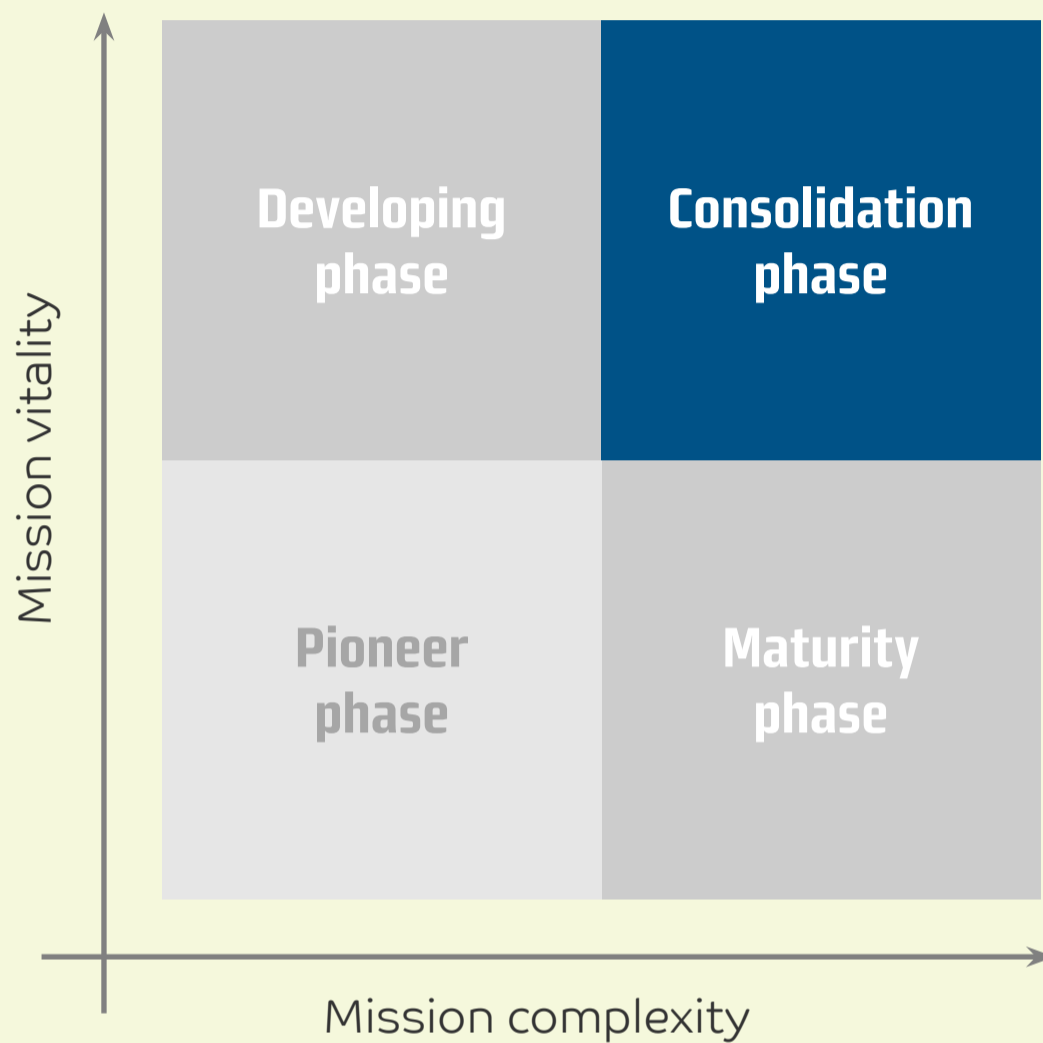 Developing
phase
Consolidation
phase
Mission vitality
Pioneer
phase
Maturity
phase
Mission complexity